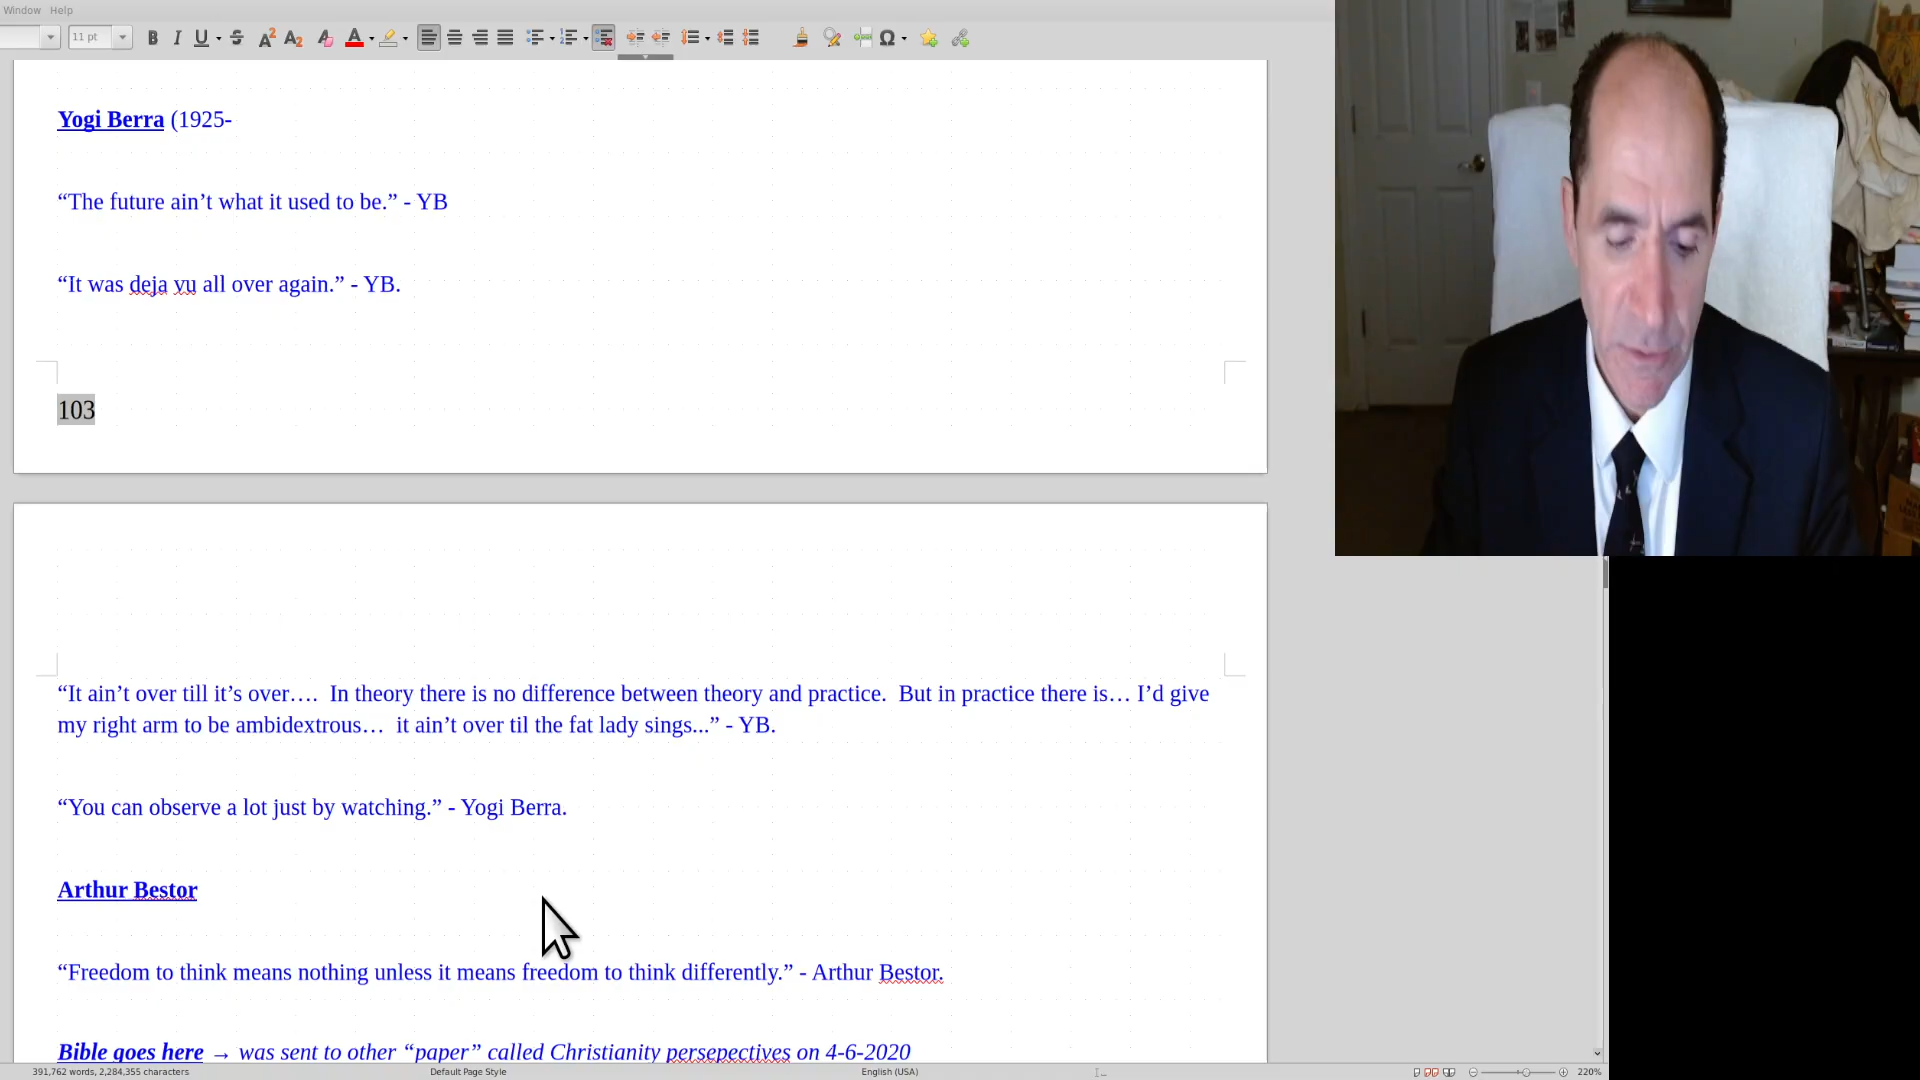 Window Help
11 pt
Yogi Berra (1925-
“The future ain’t what it used to be.” - YB
“It was deja vu all over again.” - YB.
103
“It ain’t over till it’s over…. In theory there is no difference between theory and practice. But in practice there is… I’d give
my right arm to be ambidextrous… it ain’t over til the fat lady sings...” - YB.
“You can observe a lot just by watching.” - Yogi Berra.
Arthur Bestor
“Freedom to think means nothing unless it means freedom to think differently.” - Arthur Bestor.
Bible goes here → was sent to other “paper” called Christianity persepectives on 4-6-2020
391,762 words, 2,284,355 characters Default Page Style English (USA) 220%